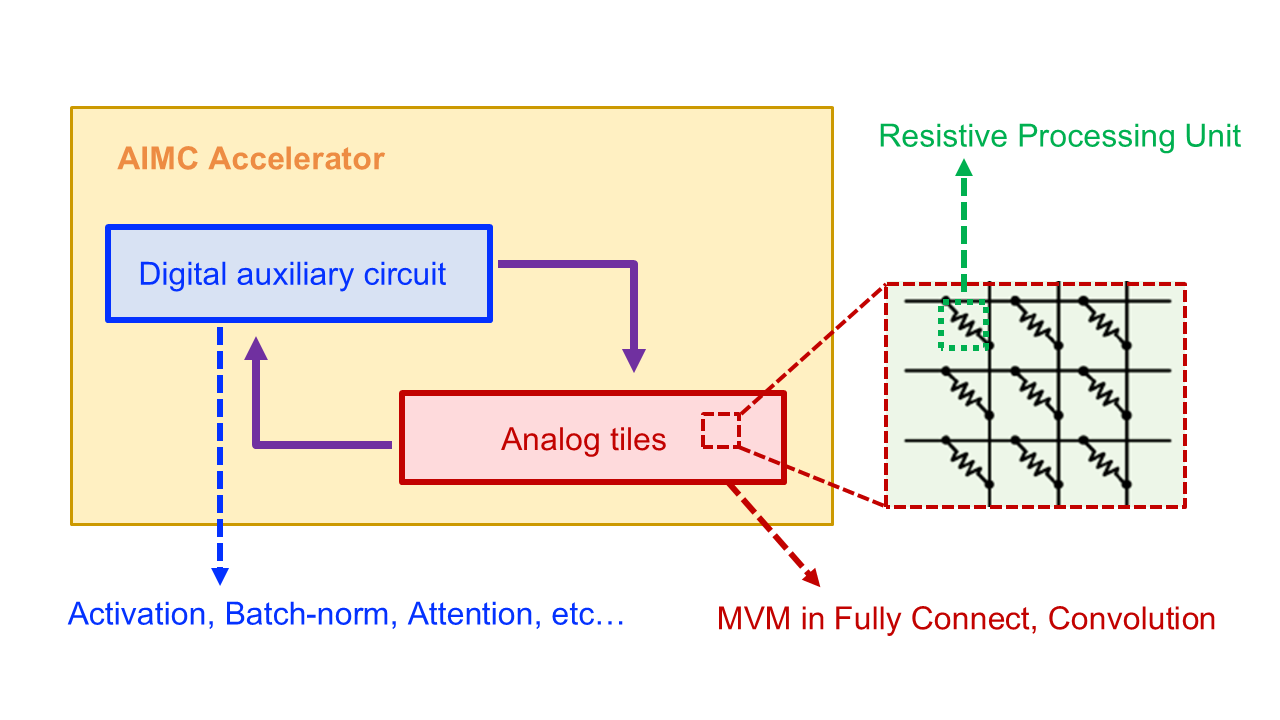 Resistive Processing Unit
AIMC Accelerator
Digital auxiliary circuit
Analog tiles
Activation, Batch-norm, Attention, etc…
MVM in Fully Connect, Convolution